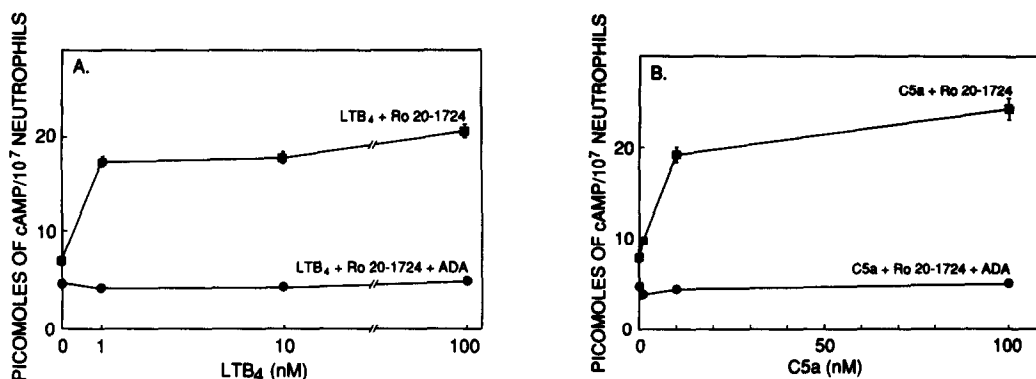 PICOMOLES OF cAMP/10⁷ NEUTROPHILS
A.
LTB₄ + Ro 20-1724
LTB₄ + Ro 20-1724 + ADA
20
10
0
0 1 10 100
LTB₄ (nM)
PICOMOLES OF cAMP/10⁷ NEUTROPHILS
B.
C5a + Ro 20-1724
C5a + Ro 20-1724 + ADA
20
10
0
0 50 100
C5a (nM)